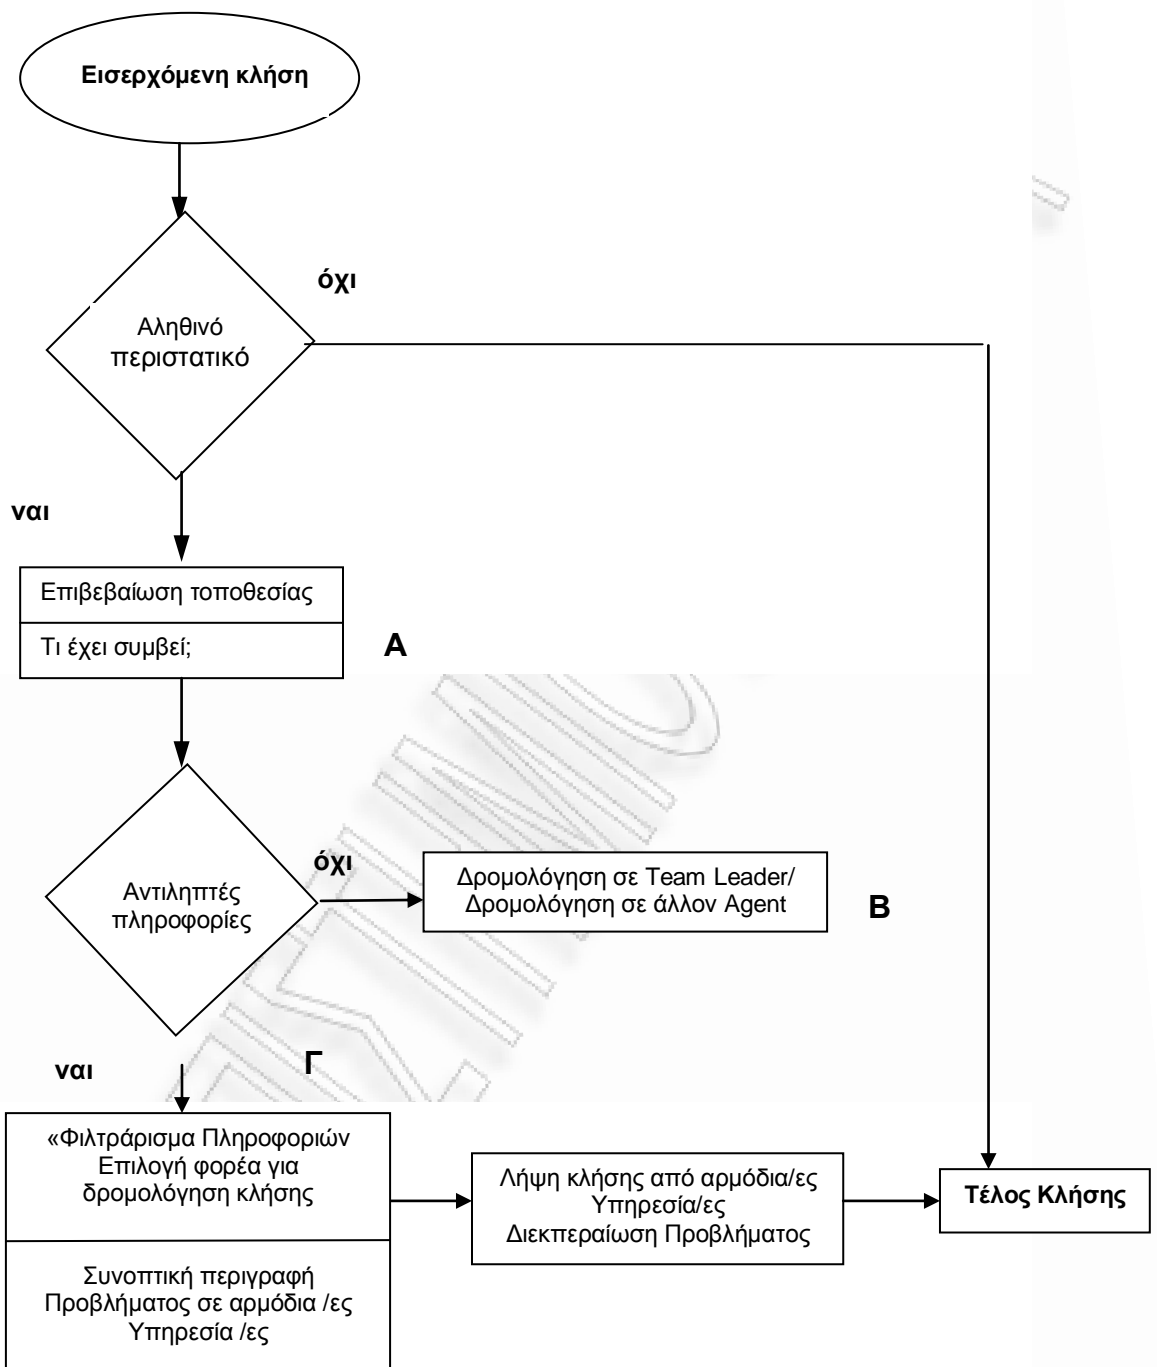 Εισερχόμενη κλήση
όχι
Αληθινό
περιστατικό
ναι
Επιβεβαίωση τοποθεσίας
Τι έχει συμβεί;
Α
όχι
Αντιληπτές
πληροφορίες
Δρομολόγηση σε Team Leader/
Δρομολόγηση σε άλλον Agent
Β
ναι
Γ
«Φιλτράρισμα Πληροφοριών
Επιλογή φορέα για
δρομολόγηση κλήσης
Συνοπτική περιγραφή
Προβλήματος σε αρμόδια /ες
Υπηρεσία /ες
Λήψη κλήσης από αρμόδια/ες
Υπηρεσία/ες
Διεκπεραίωση Προβλήματος
Τέλος Κλήσης